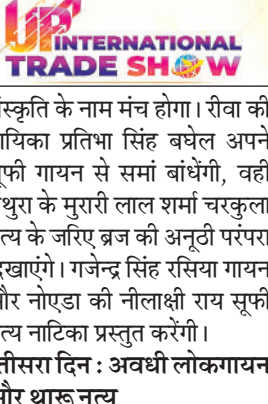 UP INTERNATIONAL
TRADE SHOW
संस्कृति के नाम मंच होगा। रीवा की
गायिका प्रतिभा सिंह बघेल अपने
सूफी गायन से समां बांधेंगी, वही
मथुरा के मुरारी लाल शर्मा चरकुला
नृत्य के जरिए ब्रज की अनूठी परंपरा
दिखाएंगे। गजेन्द्र सिंह रसिया गायन
और नोएडा की नीलाक्षी राय सूफी
नृत्य नाटिका प्रस्तुत करेंगी।
तीसरा दिन : अवधी लोकगायन
और थारू नृत्य